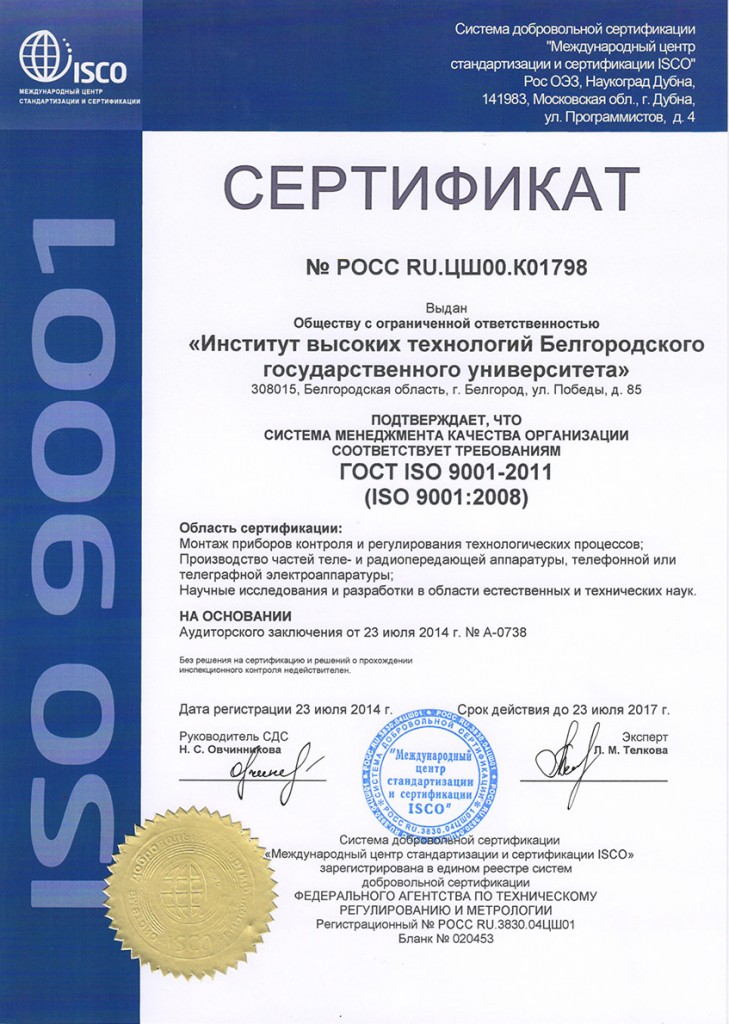 ISCO
МЕЖДУНАРОДНЫЙ ЦЕНТР
СТАНДАРТИЗАЦИИ И СЕРТИФИКАЦИИ
Система добровольной сертификации
"Международный центр
стандартизации и сертификации ISCO"
Рос ОЭЗ, Наукоград Дубна,
141983, Московская обл., г. Дубна,
ул. Программистов, д. 4
ISO 9001
СЕРТИФИКАТ
№ РОСС RU.ЦШ00.К01798
Выдан
Обществу с ограниченной ответственностью
«Институт высоких технологий Белгородского
государственного университета»
308015, Белгородская область, г. Белгород, ул. Победы, д. 85
ПОДТВЕРЖДАЕТ, ЧТО
СИСТЕМА МЕНЕДЖМЕНТА КАЧЕСТВА ОРГАНИЗАЦИИ
СООТВЕТСТВУЕТ ТРЕБОВАНИЯМ
ГОСТ ISO 9001-2011
(ISO 9001:2008)
Область сертификации:
Монтаж приборов контроля и регулирования технологических процессов;
Производство частей теле- и радиопередающей аппаратуры, телефонной или
телеграфной электроаппаратуры;
Научные исследования и разработки в области естественных и технических наук.
НА ОСНОВАНИИ
Аудиторского заключения от 23 июля 2014 г. № А-0738
Без решения на сертификацию и решений о прохождении
инспекционного контроля недействителен.
Дата регистрации 23 июля 2014 г.
Срок действия до 23 июля 2017 г.
Руководитель СДС
Н. С. Овчинникова
Эксперт
Л. М. Телкова
СИСТЕМА ДОБРОВОЛЬНОЙ СЕРТИФИКАЦИИ
РОСС RU.3830.04ЦШ01
"Международный
центр
стандартизации
и сертификации
ISCO"
Система добровольной сертификации
«Международный центр стандартизации и сертификации ISCO»
зарегистрирована в едином реестре систем
добровольной сертификации
ФЕДЕРАЛЬНОГО АГЕНТСТВА ПО ТЕХНИЧЕСКОМУ
РЕГУЛИРОВАНИЮ И МЕТРОЛОГИИ
Регистрационный № РОСС RU.3830.04ЦШ01
Бланк № 020453
ISCO